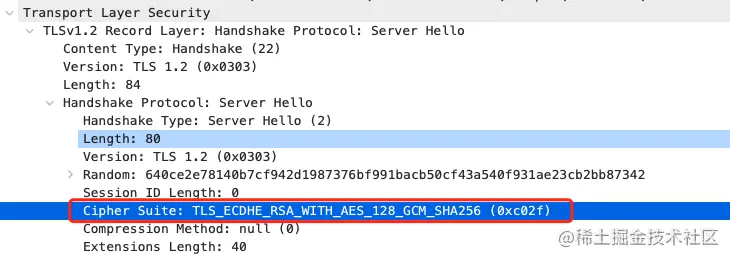 Transport Layer Security
TLSv1.2 Record Layer: Handshake Protocol: Server Hello
Content Type: Handshake (22)
Version: TLS 1.2 (0x0303)
Length: 84
Handshake Protocol: Server Hello
Handshake Type: Server Hello (2)
Length: 80
Version: TLS 1.2 (0x0303)
Random: 640ce2e78140b7cf942d1987376bf991bacb50cf43a540f931ae23cb2bb87342
Session ID Length: 0
Cipher Suite: TLS_ECDHE_RSA_WITH_AES_128_GCM_SHA256 (0xc02f)
Compression Method: null (0)
Extensions Length: 40
@稀土掘金技术社区